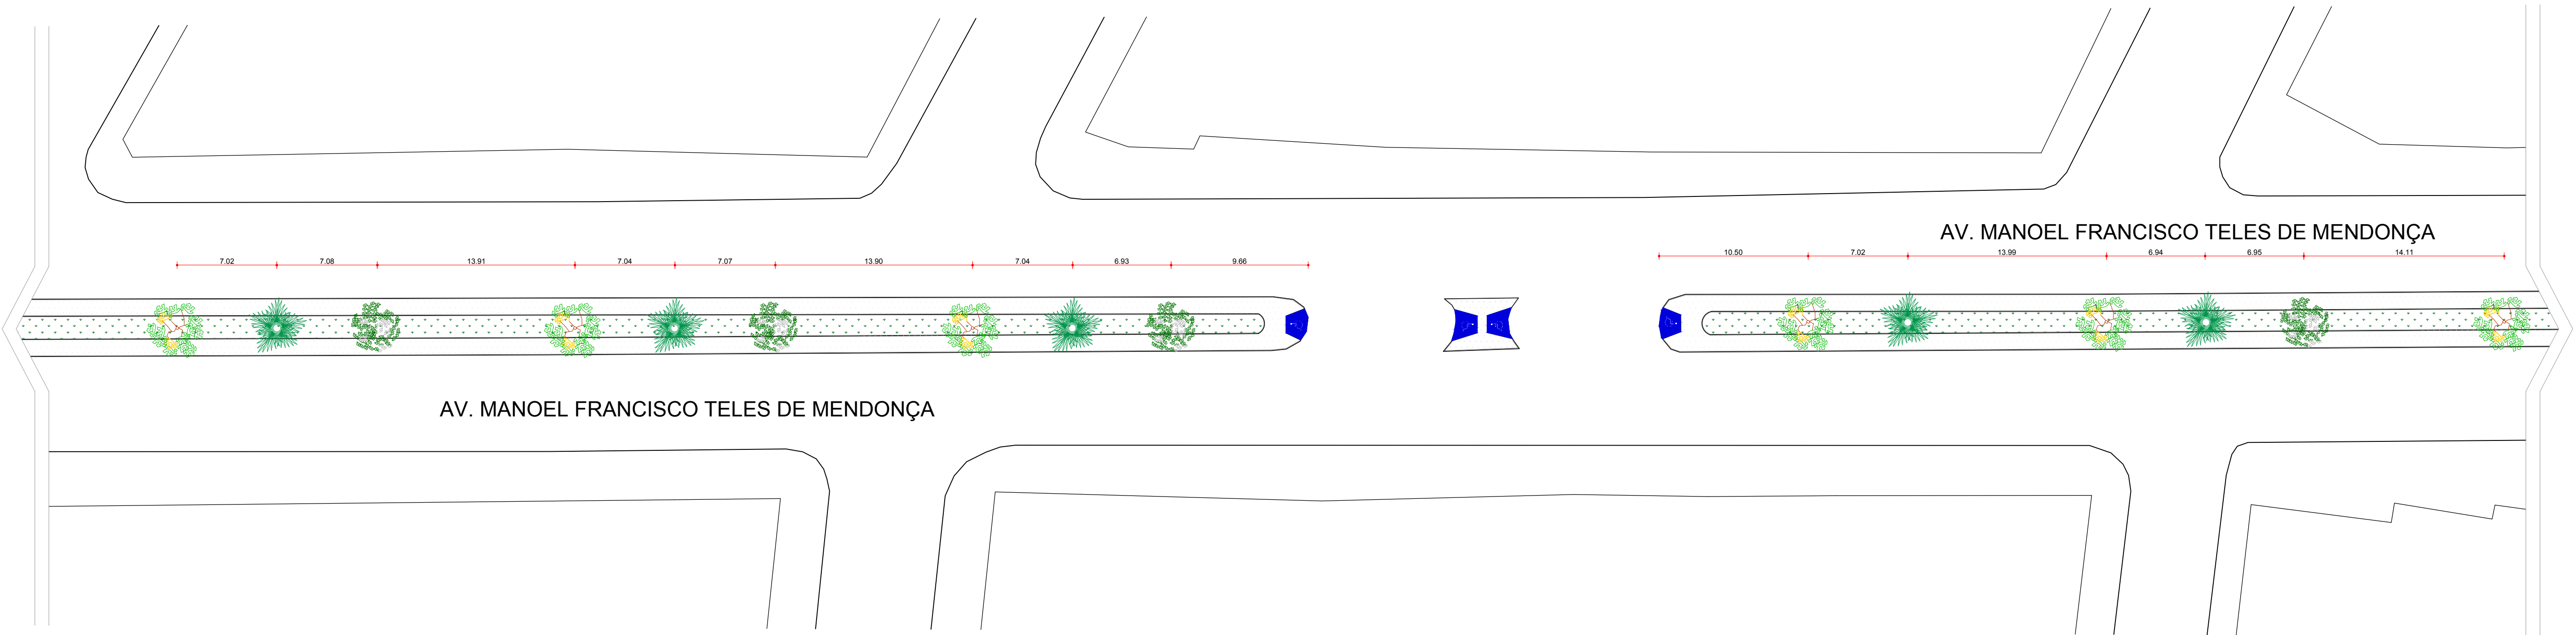 AV. MANOEL FRANCISCO TELES DE MENDONÇA
10.50 7.02 13.99 6.94 6.95 14.11
7.02 7.08 13.91 7.04 7.07 13.90 7.04 6.93 9.66
AV. MANOEL FRANCISCO TELES DE MENDONÇA